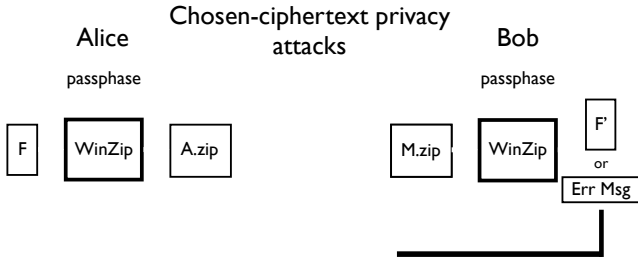 Chosen-ciphertext privacy
attacks
Alice
Bob
passphase
passphase
F
WinZip
A.zip
M.zip
WinZip
F'
or
Err Msg